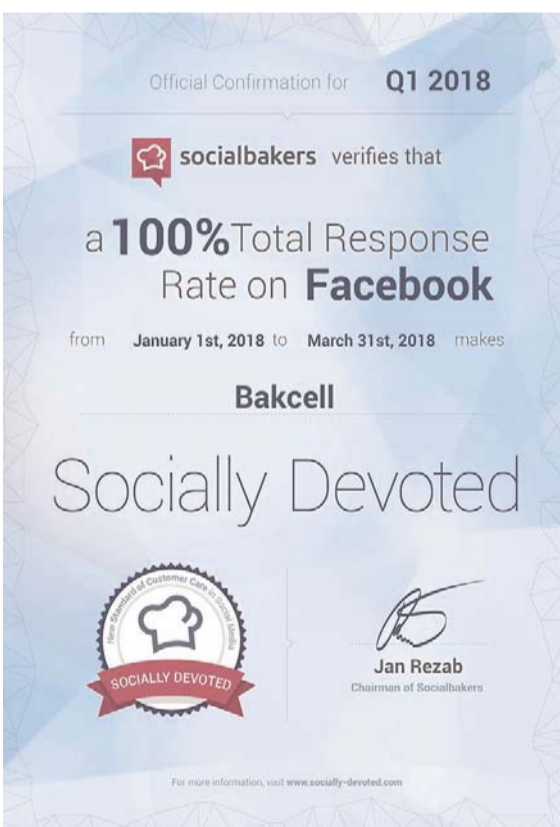 Official Confirmation for Q1 2018
socialbakers verifies that
a 100% Total Response
Rate on Facebook
from January 1st, 2018 to March 31st, 2018 makes
Bakcell
Socially Devoted
New Standard of Customer Care in Social Media
SOCIALLY DEVOTED
Jan Rezab
Chairman of Socialbakers
For more information, visit www.socially-devoted.com